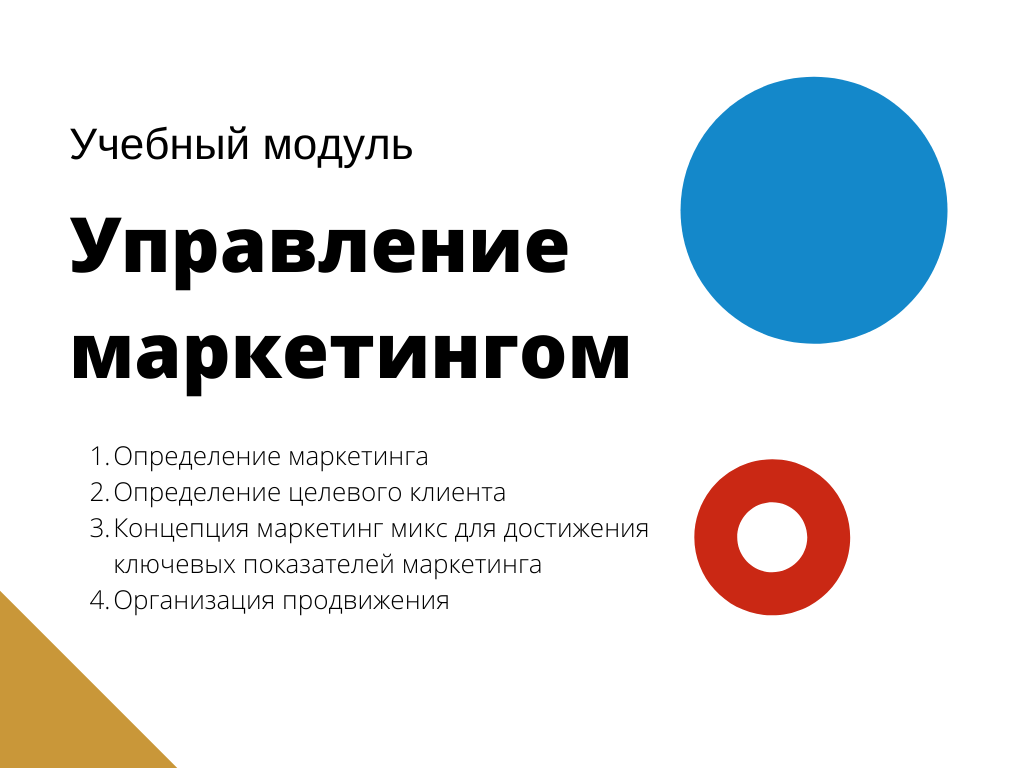 Учебный модуль
Управление
маркетингом
1. Определение маркетинга
2. Определение целевого клиента
3. Концепция маркетинг микс для достижения
ключевых показателей маркетинга
4. Организация продвижения